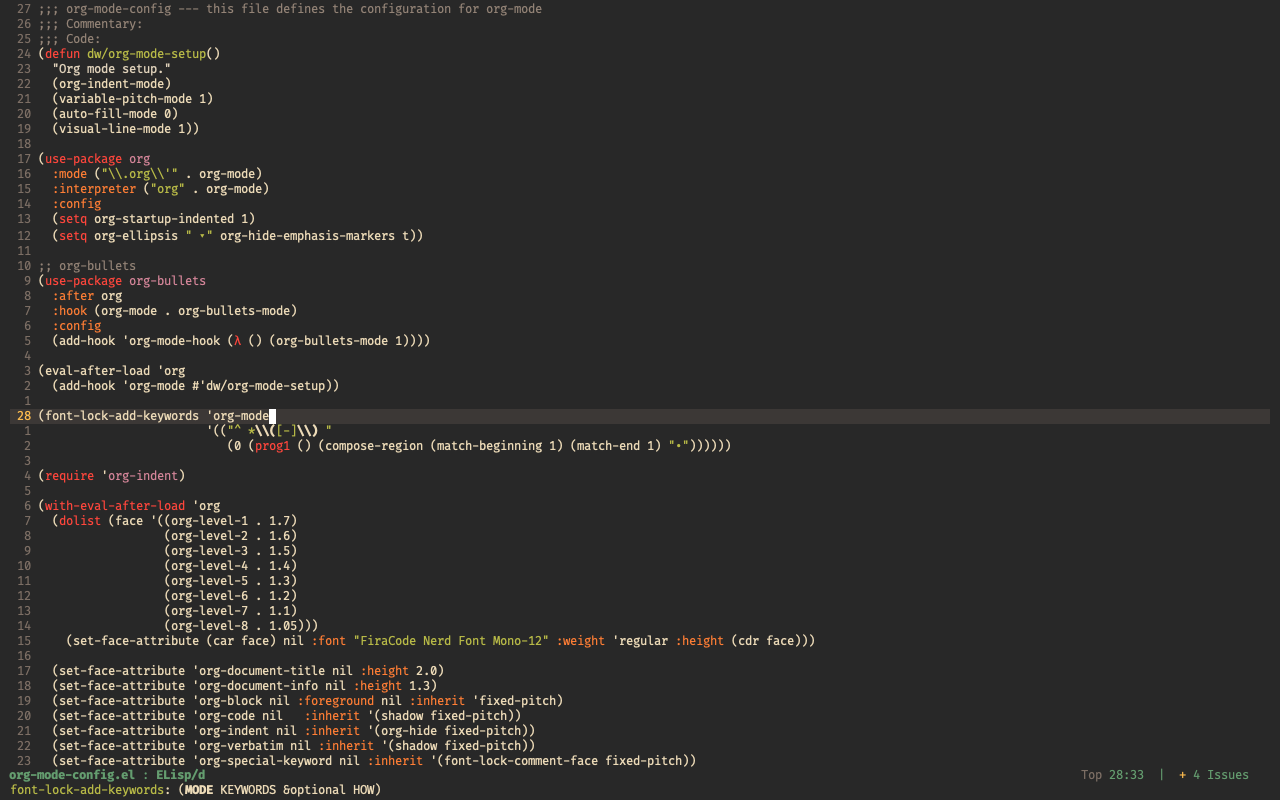 27 ;;; org-mode-config --- this file defines the configuration for org-mode
26 ;;; Commentary:
25 ;;; Code:
24 (defun dw/org-mode-setup()
23   "Org mode setup."
22   (org-indent-mode)
21   (variable-pitch-mode 1)
20   (auto-fill-mode 0)
19   (visual-line-mode 1))
18
17 (use-package org
16   :mode ("\\.org\\'" . org-mode)
15   :interpreter ("org" . org-mode)
14   :config
13   (setq org-startup-indented 1)
12   (setq org-ellipsis " ▾" org-hide-emphasis-markers t))
11
10 ;; org-bullets
9 (use-package org-bullets
8   :after org
7   :hook (org-mode . org-bullets-mode)
6   :config
5   (add-hook 'org-mode-hook (λ () (org-bullets-mode 1))))
4
3 (eval-after-load 'org
2   (add-hook 'org-mode #'dw/org-mode-setup))
1
28 (font-lock-add-keywords 'org-mode
1                         '(("^ *\\([-]\\) "
2                            (0 (prog1 () (compose-region (match-beginning 1) (match-end 1) "•"))))))
3
4 (require 'org-indent)
5
6 (with-eval-after-load 'org
7   (dolist (face '((org-level-1 . 1.7)
8                   (org-level-2 . 1.6)
9                   (org-level-3 . 1.5)
10                   (org-level-4 . 1.4)
11                   (org-level-5 . 1.3)
12                   (org-level-6 . 1.2)
13                   (org-level-7 . 1.1)
14                   (org-level-8 . 1.05)))
15     (set-face-attribute (car face) nil :font "FiraCode Nerd Font Mono-12" :weight 'regular :height (cdr face)))
16
17   (set-face-attribute 'org-document-title nil :height 2.0)
18   (set-face-attribute 'org-document-info nil :height 1.3)
19   (set-face-attribute 'org-block nil :foreground nil :inherit 'fixed-pitch)
20   (set-face-attribute 'org-code nil   :inherit '(shadow fixed-pitch))
21   (set-face-attribute 'org-indent nil :inherit '(org-hide fixed-pitch))
22   (set-face-attribute 'org-verbatim nil :inherit '(shadow fixed-pitch))
23   (set-face-attribute 'org-special-keyword nil :inherit '(font-lock-comment-face fixed-pitch))
org-mode-config.el : ELisp/d Top 28:33 | + 4 Issues
font-lock-add-keywords: (MODE KEYWORDS &optional HOW)